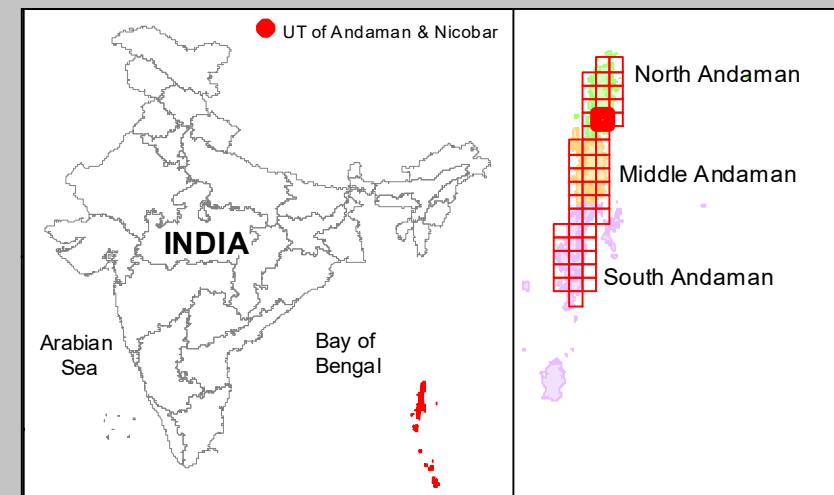 UT of Andaman & Nicobar
INDIA
Arabian
Sea
Bay of
Bengal
North Andaman
Middle Andaman
South Andaman